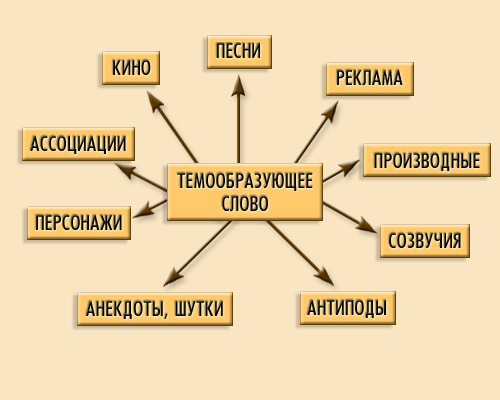 ПЕСНИ
КИНО
РЕКЛАМА
АССОЦИАЦИИ
ПРОИЗВОДНЫЕ
ТЕМООБРАЗУЮЩЕЕ
СЛОВО
ПЕРСОНАЖИ
СОЗВУЧИЯ
АНЕКДОТЫ, ШУТКИ
АНТИПОДЫ